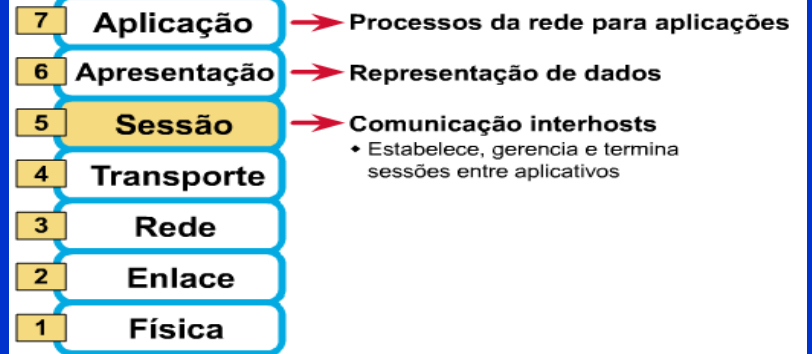 7 Aplicação Processos da rede para aplicações
6 Apresentação Representação de dados
5 Sessão Comunicação interhosts
Estabelece, gerencia e termina
sessões entre aplicativos
4 Transporte
3 Rede
2 Enlace
1 Física